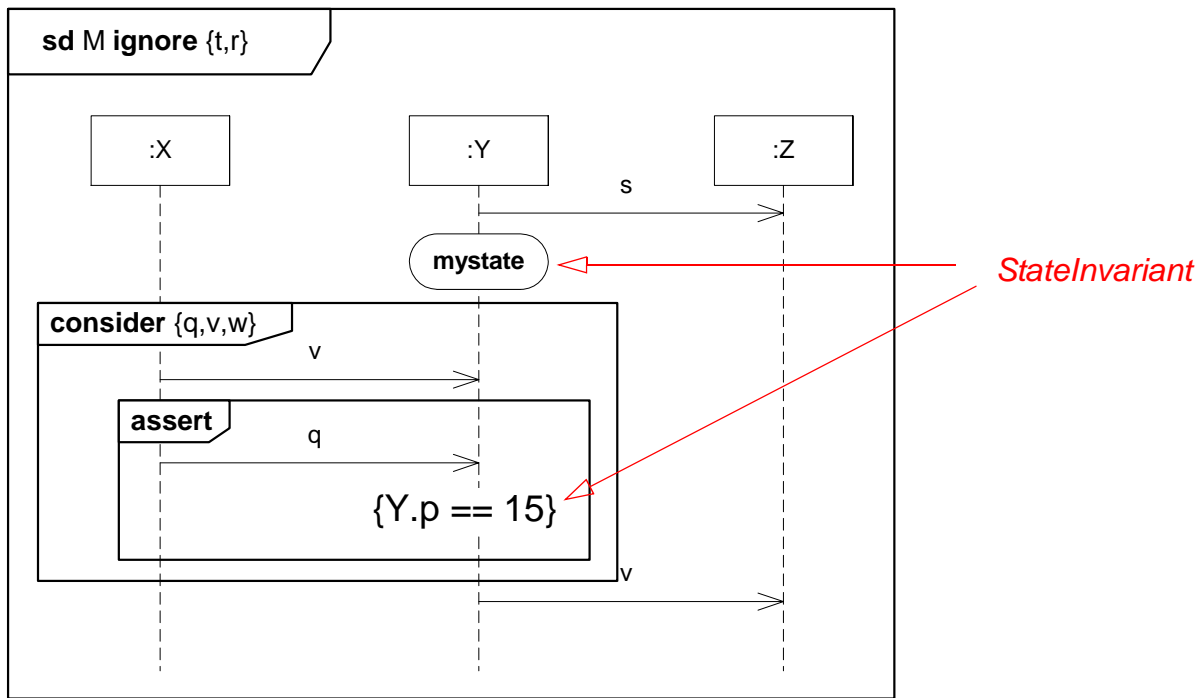 sd M ignore {t,r}
:X
:Y
:Z
s
mystate
StateInvariant
consider {q,v,w}
v
assert
q
{Y.p == 15}
v